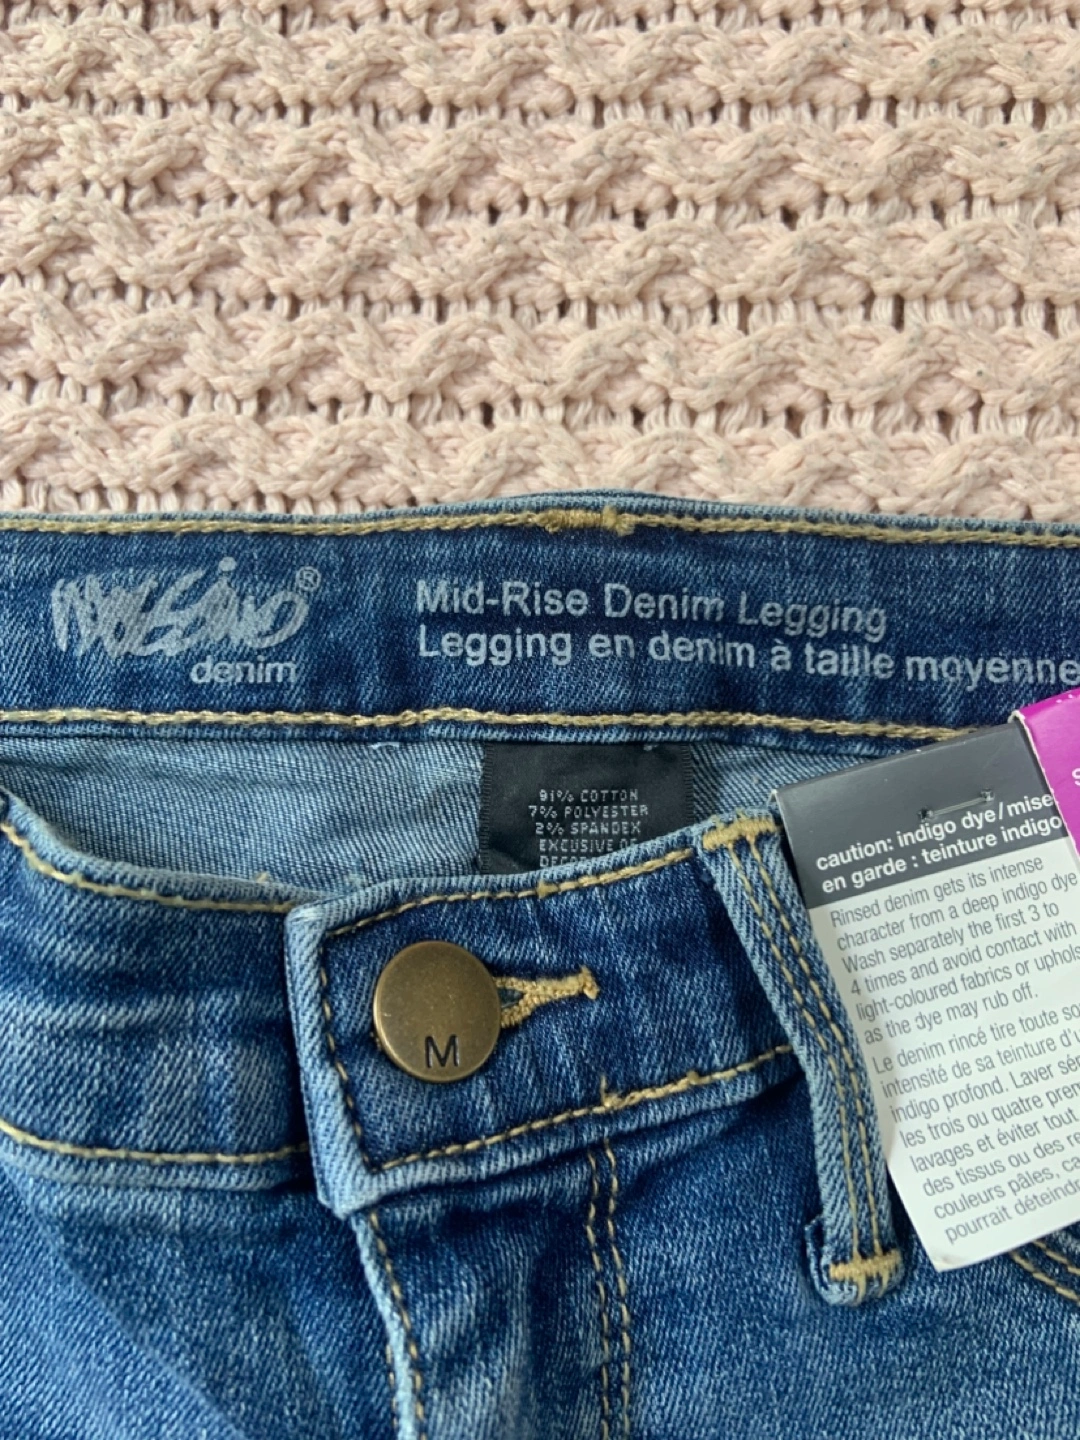 mossimo®
denim
Mid-Rise Denim Legging
Legging en denim à taille moyenne
91% COTTON
7% POLYESTER
2% SPANDEX
EXCLUSIVE OF
M
caution: indigo dye/mise
en garde : teinture indigo
Rinsed denim gets its intense
character from a deep indigo dye
Wash separately the first 3 to
4 times and avoid contact with
light-coloured fabrics or uphols
as the dye may rub off.
Le denim rincé tire toute so
intensité de sa teinture d'u
indigo profond. Laver sé
les trois ou quatre pre
lavages et éviter tout
des tissus ou des re
couleurs pâles, ca
pourrait déteindr